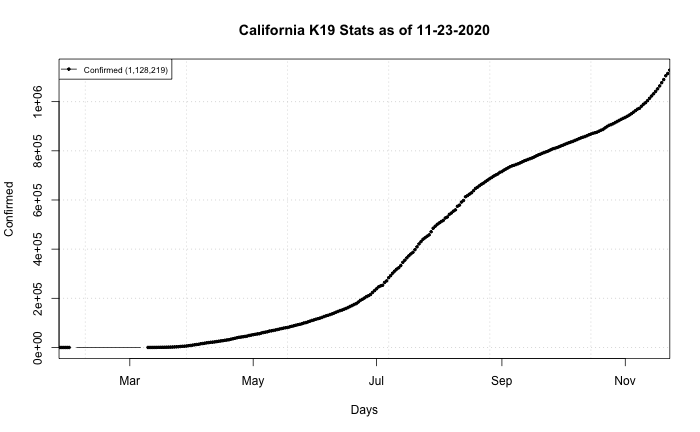 California K19 Stats as of 11-23-2020
Confirmed (1,128,219)
Confirmed
1e+06
8e+05
6e+05
4e+05
2e+05
0e+00
Mar May Jul Sep Nov
Days